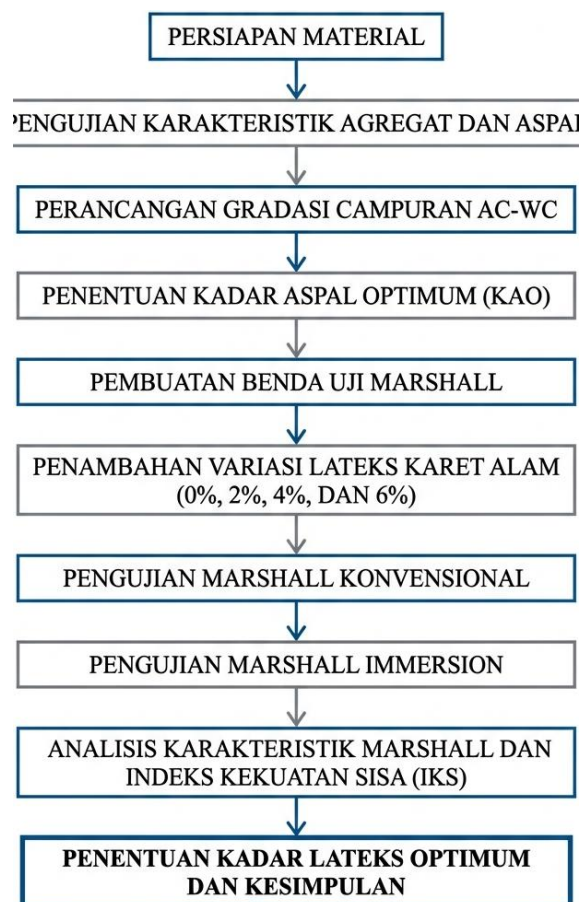 PERSIAPAN MATERIAL
PENGUJIAN KARAKTERISTIK AGREGAT DAN ASPAL
PERANCANGAN GRADASI CAMPURAN AC-WC
PENENTUAN KADAR ASPAL OPTIMUM (KAO)
PEMBUATAN BENDA UJI MARSHALL
PENAMBAHAN VARIASI LATEKS KARET ALAM
(0%, 2%, 4%, DAN 6%)
PENGUJIAN MARSHALL KONVENSIONAL
PENGUJIAN MARSHALL IMMERSION
ANALISIS KARAKTERISTIK MARSHALL DAN
INDEKS KEKUATAN SISA (IKS)
PENENTUAN KADAR LATEKS OPTIMUM
DAN KESIMPULAN